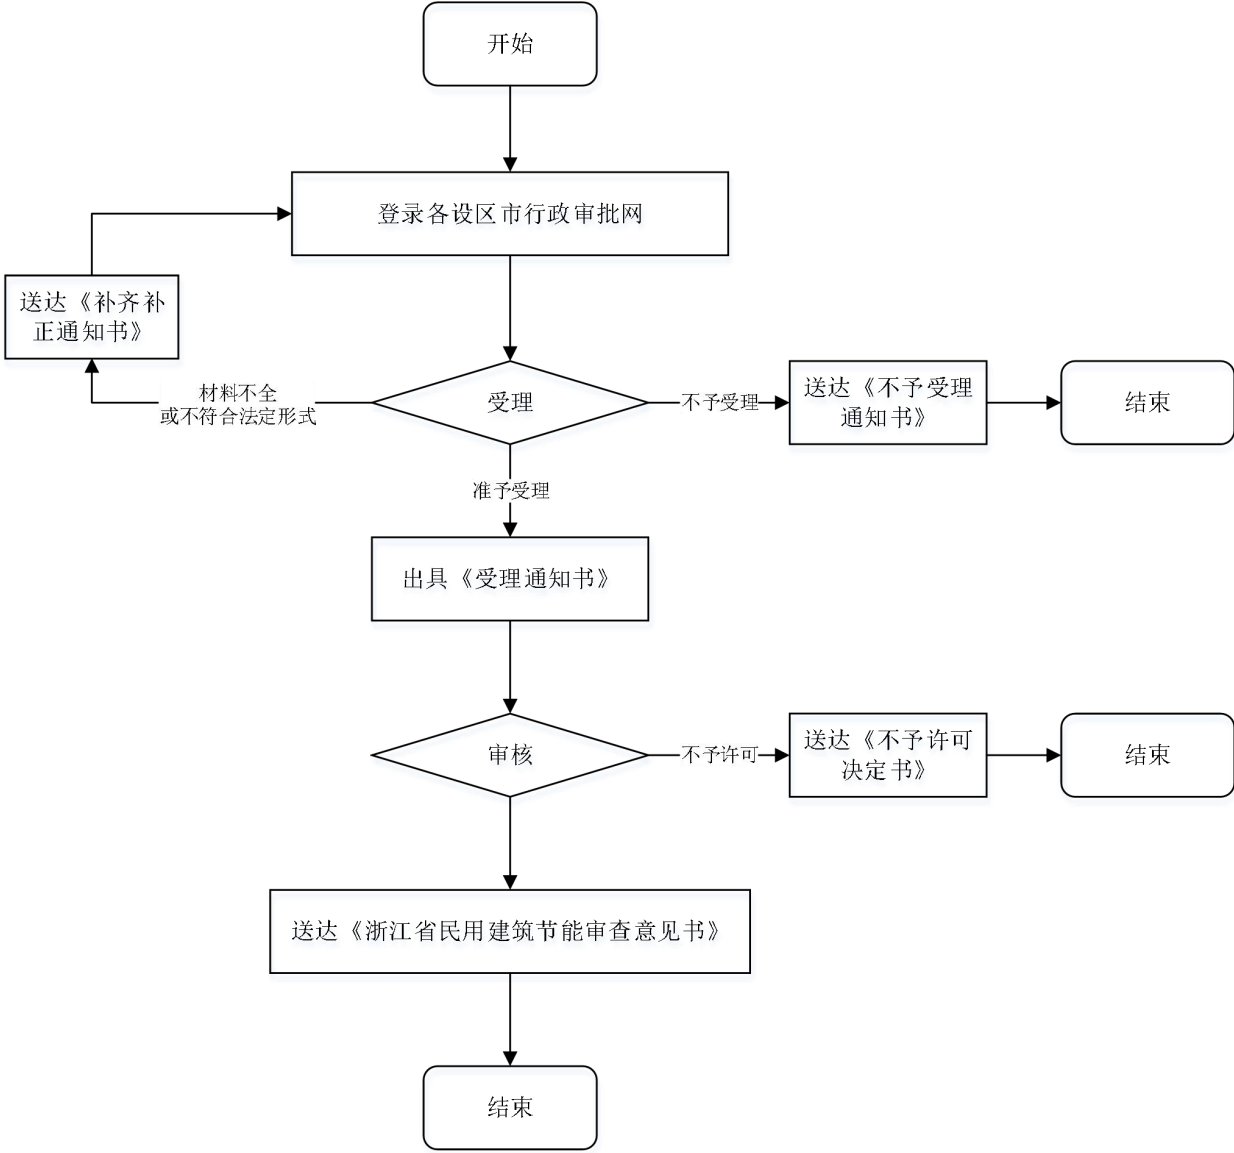 开始
登录各设区市行政审批网
送达《补齐补
正通知书》
材料不全
或不符合法定形式
受理
不予受理
送达《不予受理
通知书》
结束
准予受理
出具《受理通知书》
审核
不予许可
送达《不予许可
决定书》
结束
送达《浙江省民用建筑节能审查意见书》
结束